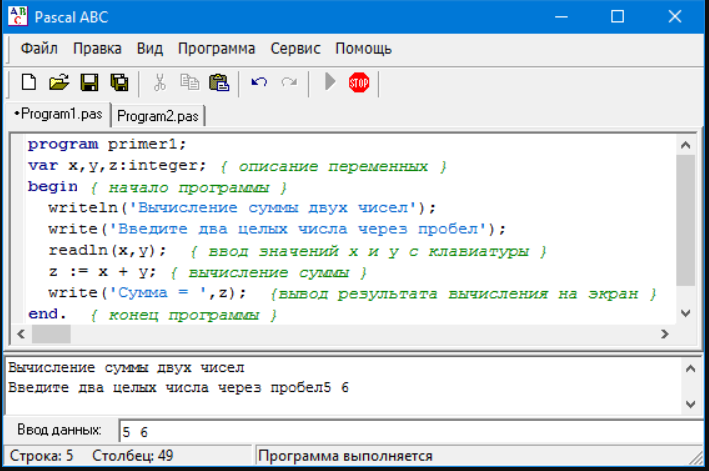 Pascal ABC
Файл Правка Вид Программа Сервис Помощь
STOP
•Program1.pas Program2.pas
program primer1;
var x,y,z:integer; { описание переменных }
begin { начало программы }
writeln('Вычисление суммы двух чисел');
write('Введите два целых числа через пробел');
readln(x,y); { ввод значений x и y с клавиатуры }
z := x + y; { вычисление суммы }
write('Сумма = ',z); {вывод результата вычисления на экран }
end. { конец программы }
Вычисление суммы двух чисел
Введите два целых числа через пробел5 6
Ввод данных: 5 6
Строка: 5 Столбец: 49 Программа выполняется